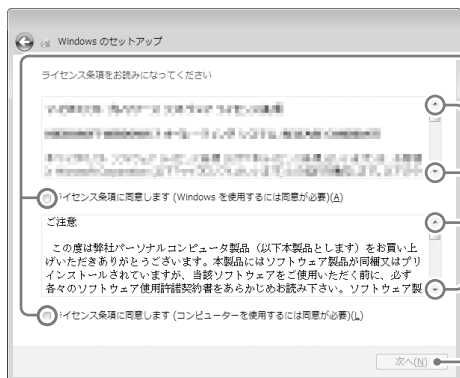 Windows のセットアップ
ライセンス条項をお読みになってください
ライセンス条項に同意します (Windows を使用するには同意が必要)(A)
ご注意
この度は弊社パーソナルコンピュータ製品（以下本製品とします）をお買い上
げいただきありがとうございます。本製品にはソフトウェア製品が同梱又はプリ
インストールされていますが、当該ソフトウェアをご使用いただく前に、必ず
各々のソフトウェア使用許諾契約書をあらかじめお読み下さい。ソフトウェア製
ライセンス条項に同意します (コンピューターを使用するには同意が必要)(L)
次へ(N)